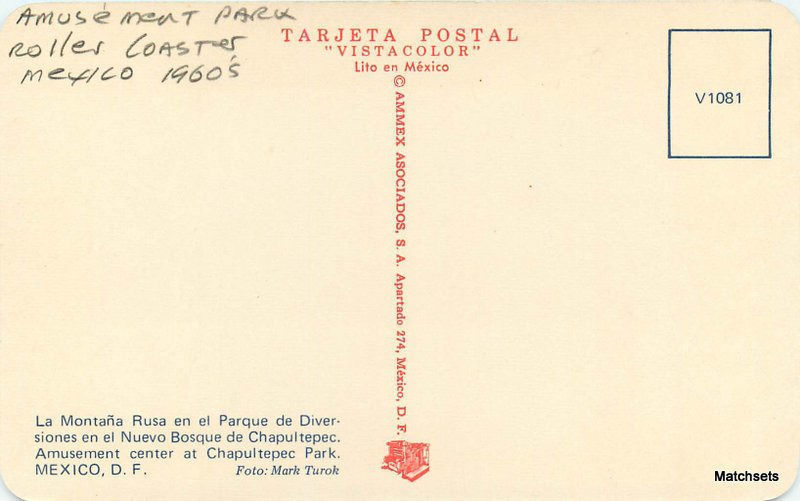 AMUSéMENT PARK
ROller COASTer
Mexico 1960's
TARJETA POSTAL
"VISTACOLOR"
Lito en México
V1081
© AMMEX ASOCIADOS, S. A. Apartado 274, México, D. F.
La Montaña Rusa en el Parque de Diver-
siones en el Nuevo Bosque de Chapultepec.
Amusement center at Chapultepec Park.
MEXICO, D. F. Foto: Mark Turok
Matchsets